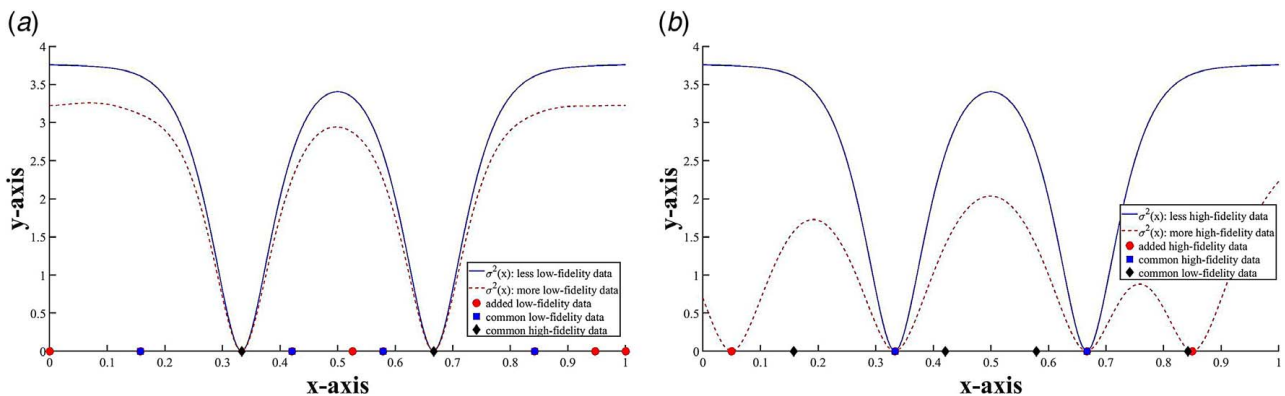 (a)
4
3.5
3
2.5
2
1.5
1
0.5
0
y-axis
σ²(x): less low-fidelity data
σ²(x): more low-fidelity data
added low-fidelity data
common low-fidelity data
common high-fidelity data
0 0.1 0.2 0.3 0.4 0.5 0.6 0.7 0.8 0.9 1
x-axis
(b)
4
3.5
3
2.5
2
1.5
1
0.5
0
y-axis
σ²(x): less high-fidelity data
σ²(x): more high-fidelity data
added high-fidelity data
common high-fidelity data
common low-fidelity data
0 0.1 0.2 0.3 0.4 0.5 0.6 0.7 0.8 0.9 1
x-axis